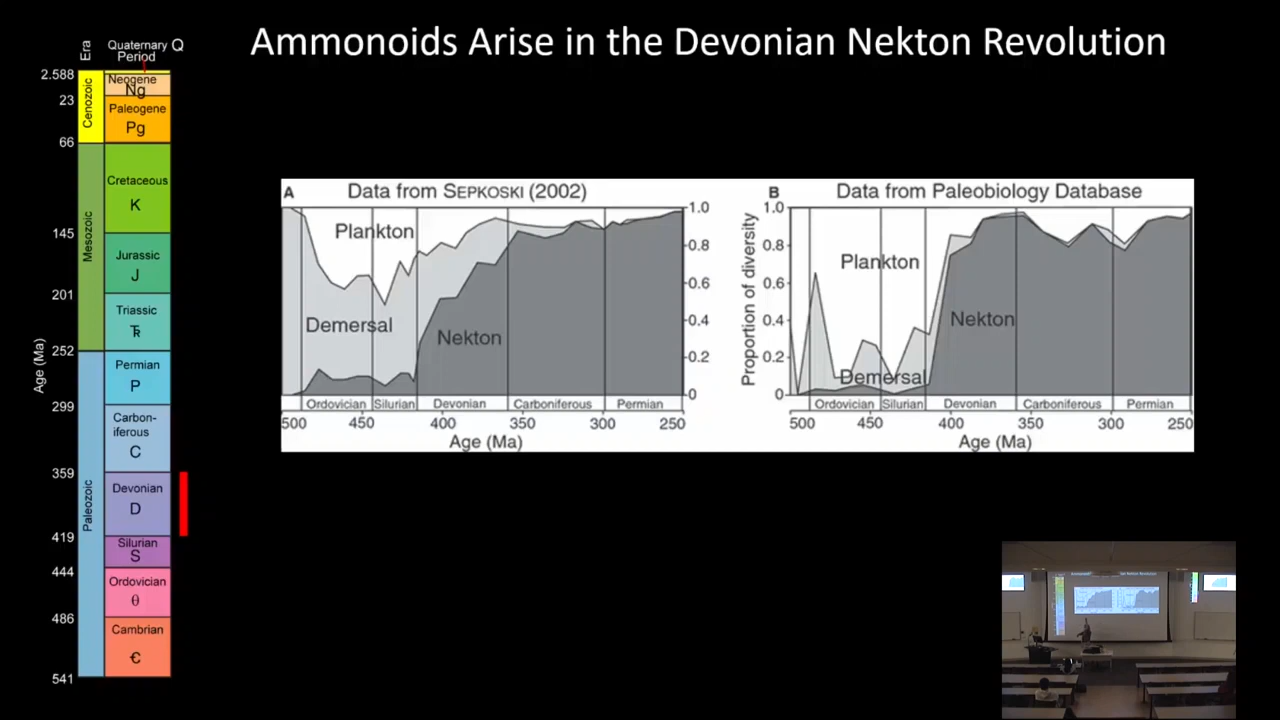 Ammonoids Arise in the Devonian Nekton Revolution
Era
Quaternary Q
Period
2.588
Neogene
Ng
23
Cenozoic
Paleogene
Pg
66
Cretaceous
K
Mesozoic
145
Jurassic
J
201
Triassic
Ꞧ
252
Age (Ma)
Permian
P
299
Carbon-
iferous
C
359
Paleozoic
Devonian
D
419
Silurian
S
444
Ordovician
θ
486
Cambrian
Ꞓ
541
A
Data from SEPKOSKI (2002)
Plankton
Demersal
Nekton
1.0
0.8
0.6
0.4
0.2
0
Ordovician Silurian Devonian Carboniferous Permian
500 450 400 350 300 250
Age (Ma)
B
Data from Paleobiology Database
Proportion of diversity
1.0
0.8
0.6
0.4
0.2
0
Plankton
Nekton
Demersal
Ordovician Silurian Devonian Carboniferous Permian
500 450 400 350 300 250
Age (Ma)